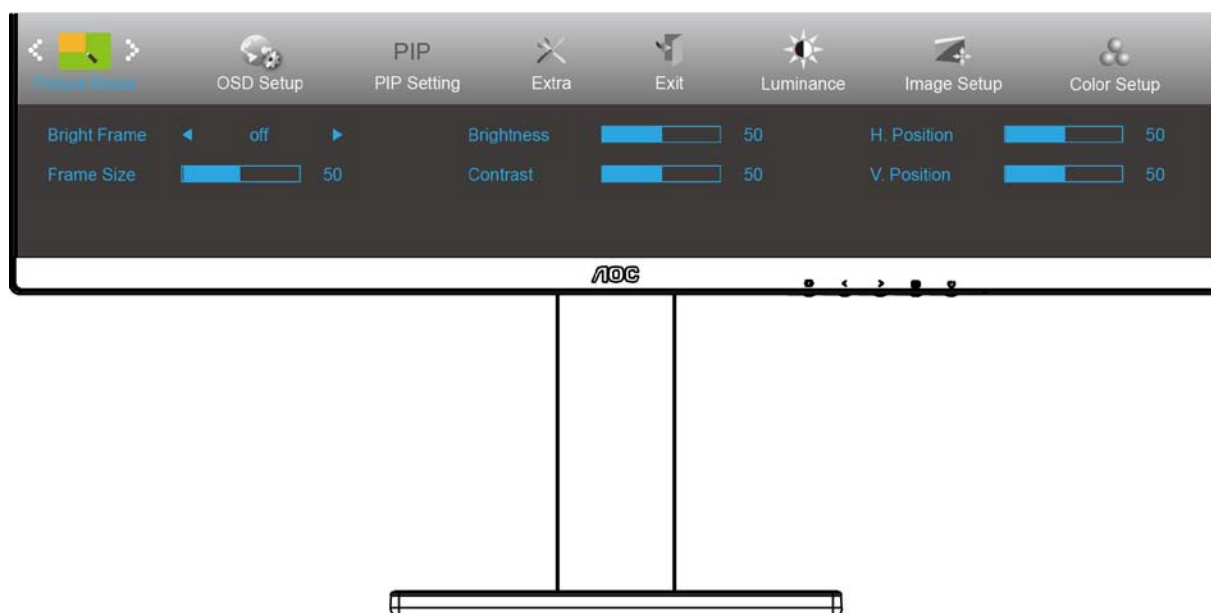 PIP
OSD Setup PIP Setting Extra Exit Luminance Image Setup Color Setup
Bright Frame off Brightness 50 H. Position 50
Frame Size 50 Contrast 50 V. Position 50
AOC